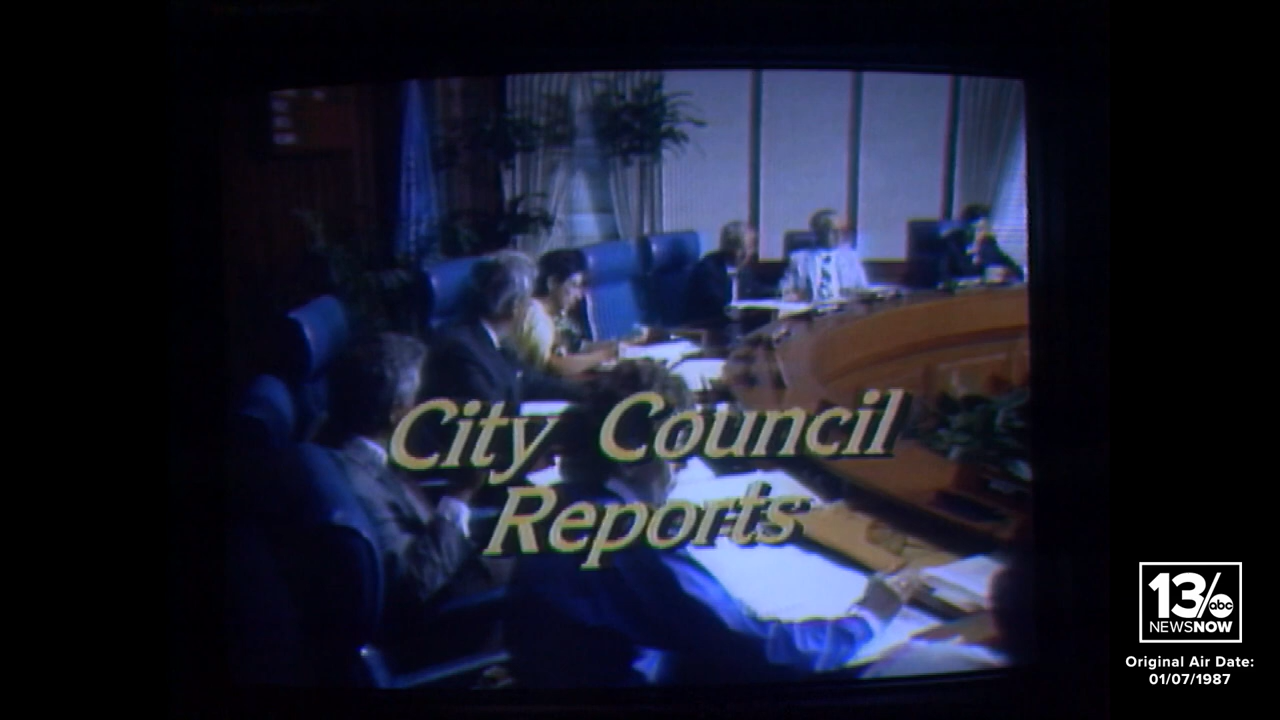 City Council
Reports
13/abc
NEWSNOW
Original Air Date:
01/07/1987